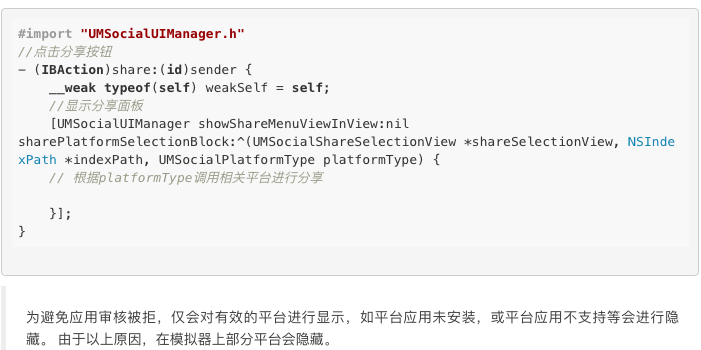 #import "UMSocialUIManager.h"
//点击分享按钮
- (IBAction)share:(id)sender {
    __weak typeof(self) weakSelf = self;
    //显示分享面板
    [UMSocialUIManager showShareMenuViewInView:nil
sharePlatformSelectionBlock:^(UMSocialShareSelectionView *shareSelectionView, NSInde
xPath *indexPath, UMSocialPlatformType platformType) {
    // 根据platformType调用相关平台进行分享
    }];
}
为避免应用审核被拒，仅会对有效的平台进行显示，如平台应用未安装，或平台应用不支持等会进行隐
藏。 由于以上原因，在模拟器上部分平台会隐藏。